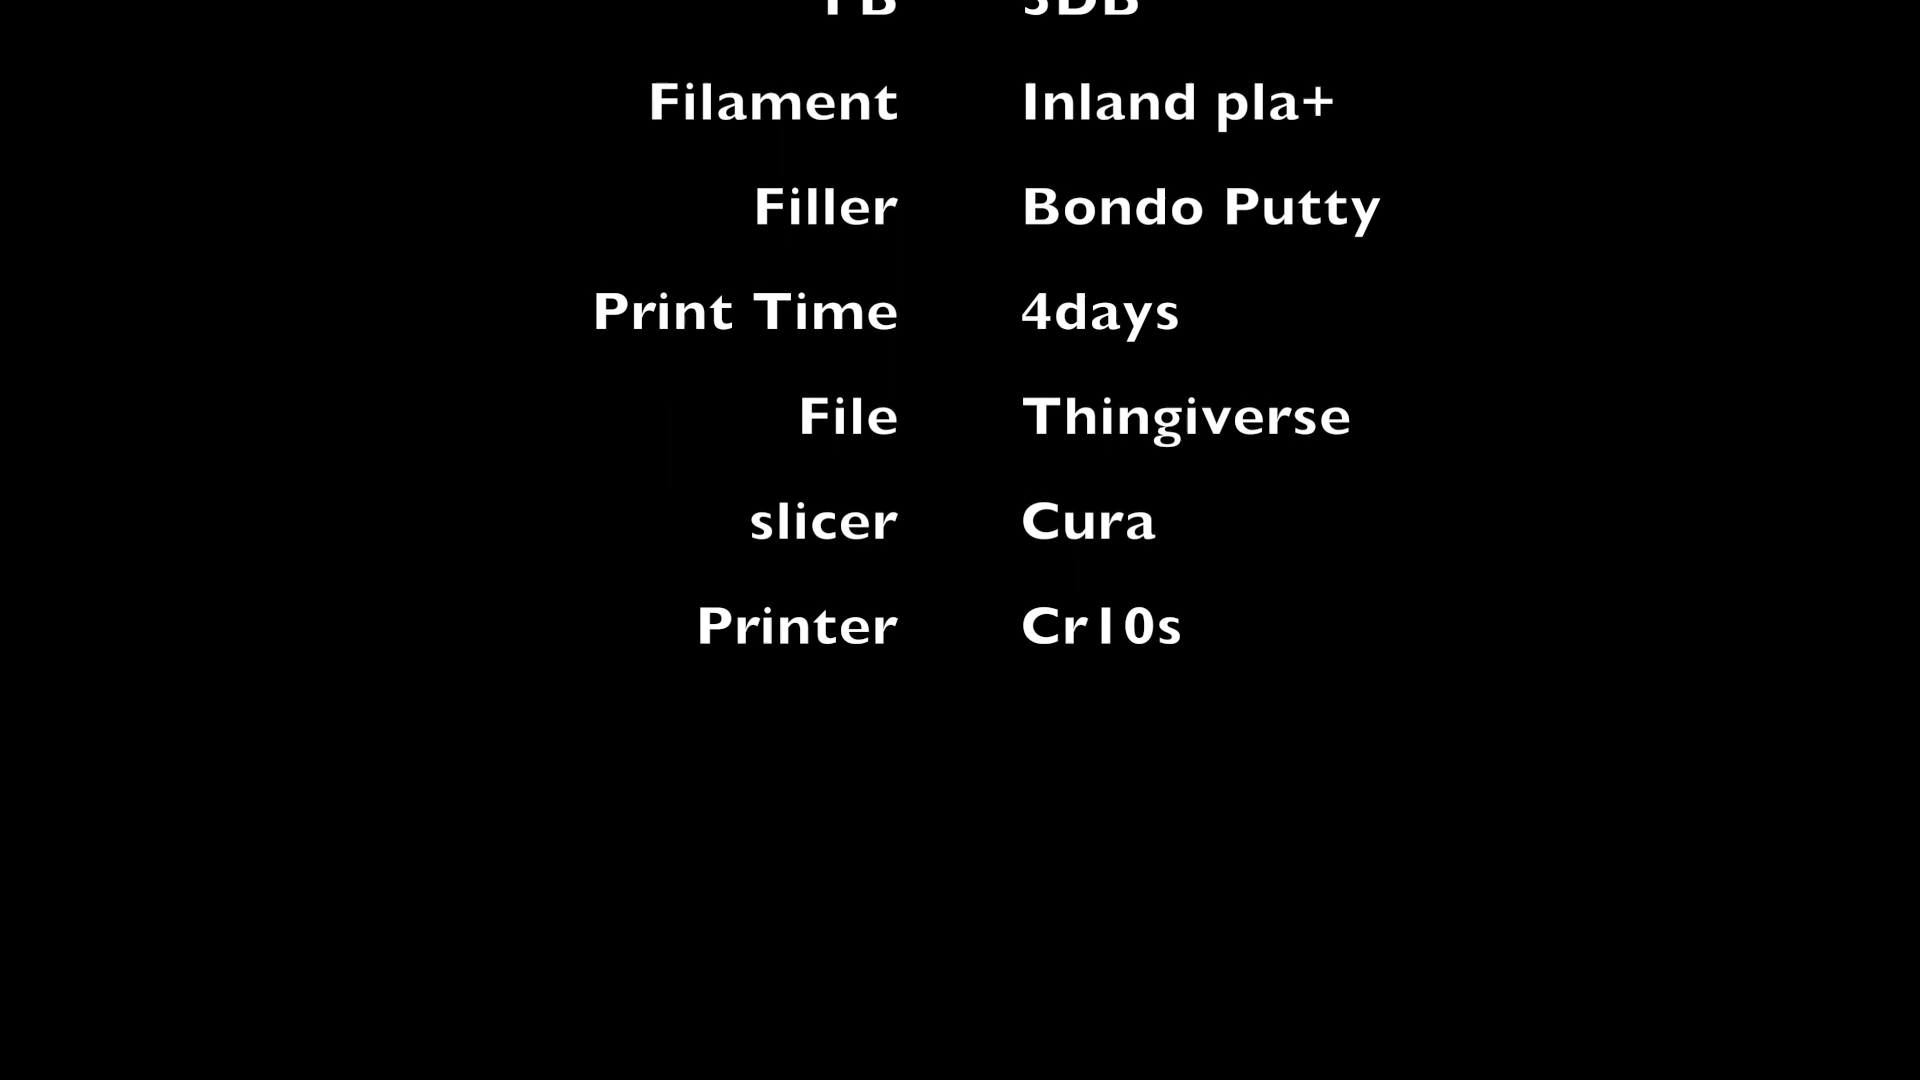 Filament Inland pla+
Filler Bondo Putty
Print Time 4days
File Thingiverse
slicer Cura
Printer Cr10s